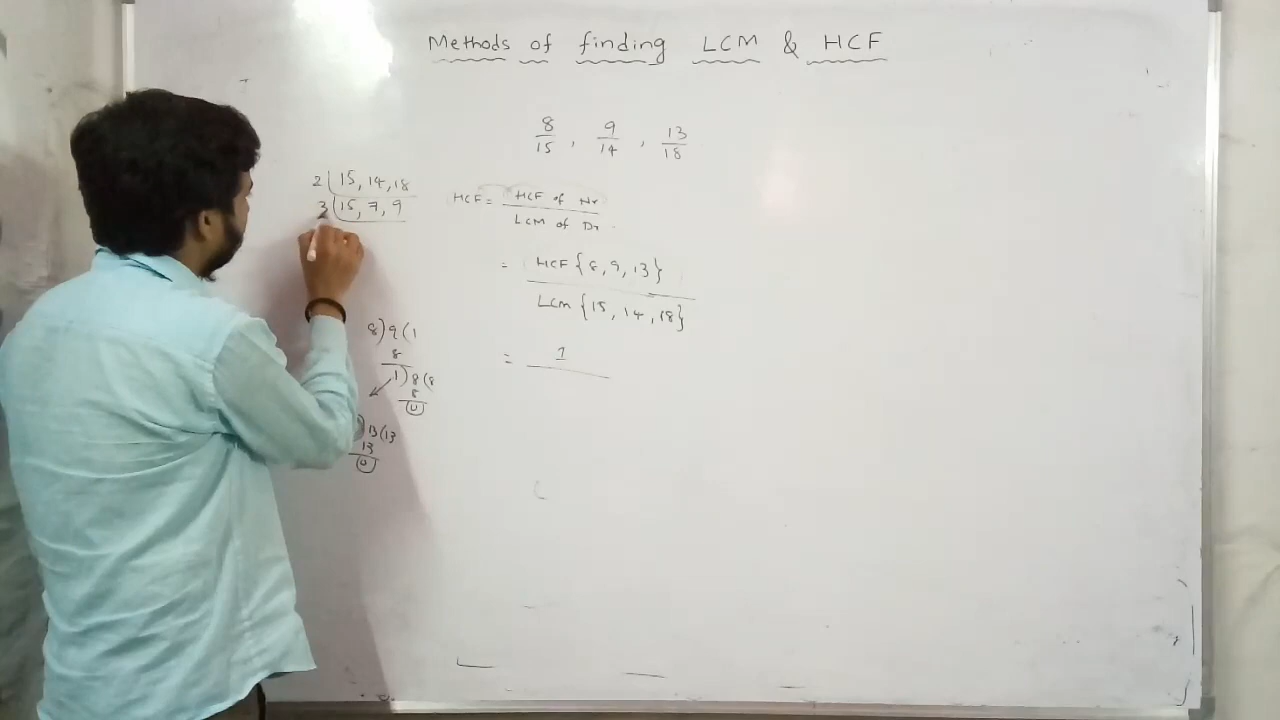 Methods of finding LCM & HCF
8/15 , 9/14 , 13/18
2 | 15, 14, 18
3 | 15, 7, 9
HCF = HCF of Nr / LCM of Dr
= HCF {8, 9, 13} / LCM {15, 14, 18}
= 1
8) 9 (1
8
1) 8 (8
8
0
) 13 (13
13
0